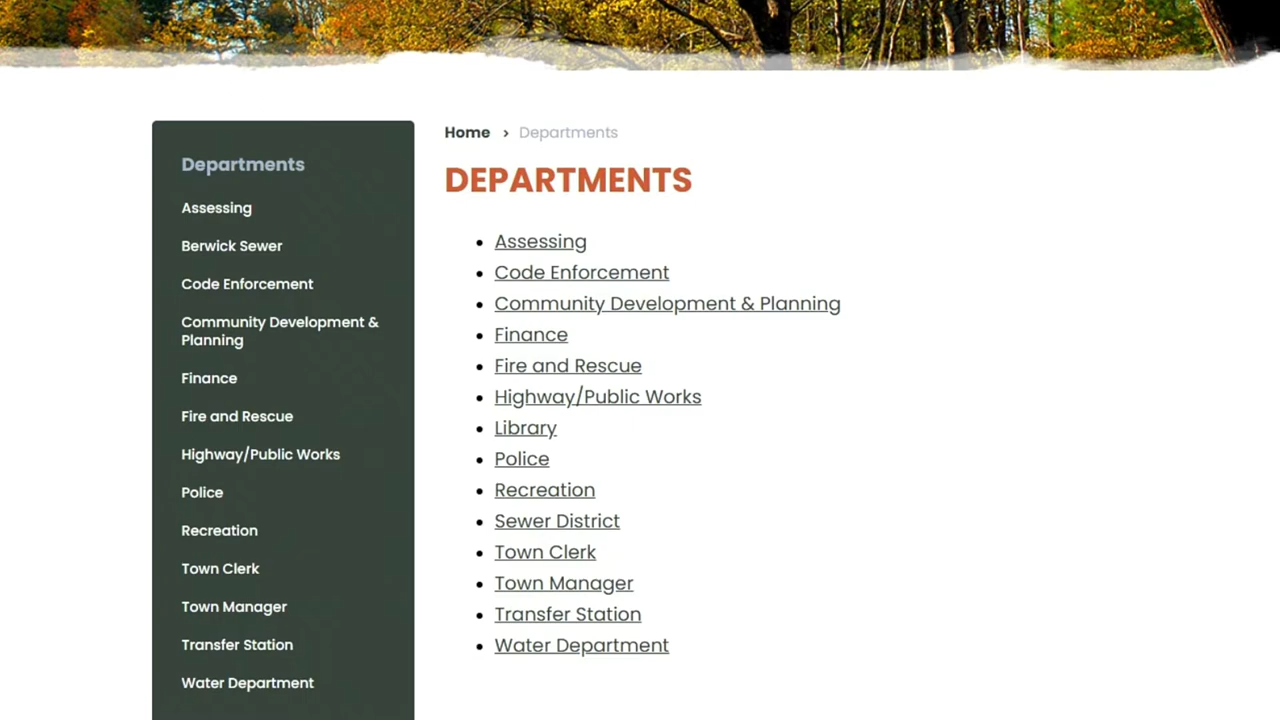 Departments
Assessing
Berwick Sewer
Code Enforcement
Community Development &
Planning
Finance
Fire and Rescue
Highway/Public Works
Police
Recreation
Town Clerk
Town Manager
Transfer Station
Water Department
Home > Departments
DEPARTMENTS
Assessing
Code Enforcement
Community Development & Planning
Finance
Fire and Rescue
Highway/Public Works
Library
Police
Recreation
Sewer District
Town Clerk
Town Manager
Transfer Station
Water Department